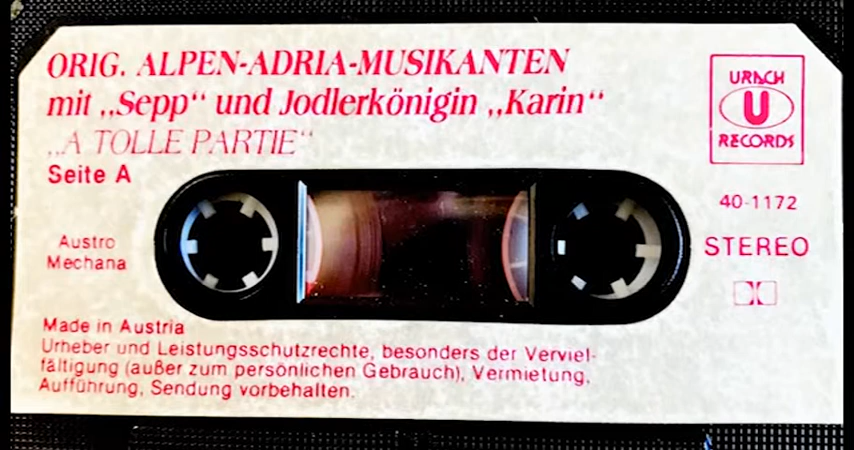 ORIG. ALPEN-ADRIA-MUSIKANTEN
mit „Sepp“ und Jodlerkönigin „Karin“
„A TOLLE PARTIE“
Seite A
URACH
U
RECORDS
40-1172
STEREO
Austro
Mechana
Made in Austria
Urheber und Leistungsschutzrechte, besonders der Verviel-
fältigung (außer zum persönlichen Gebrauch), Vermietung,
Aufführung, Sendung vorbehalten.